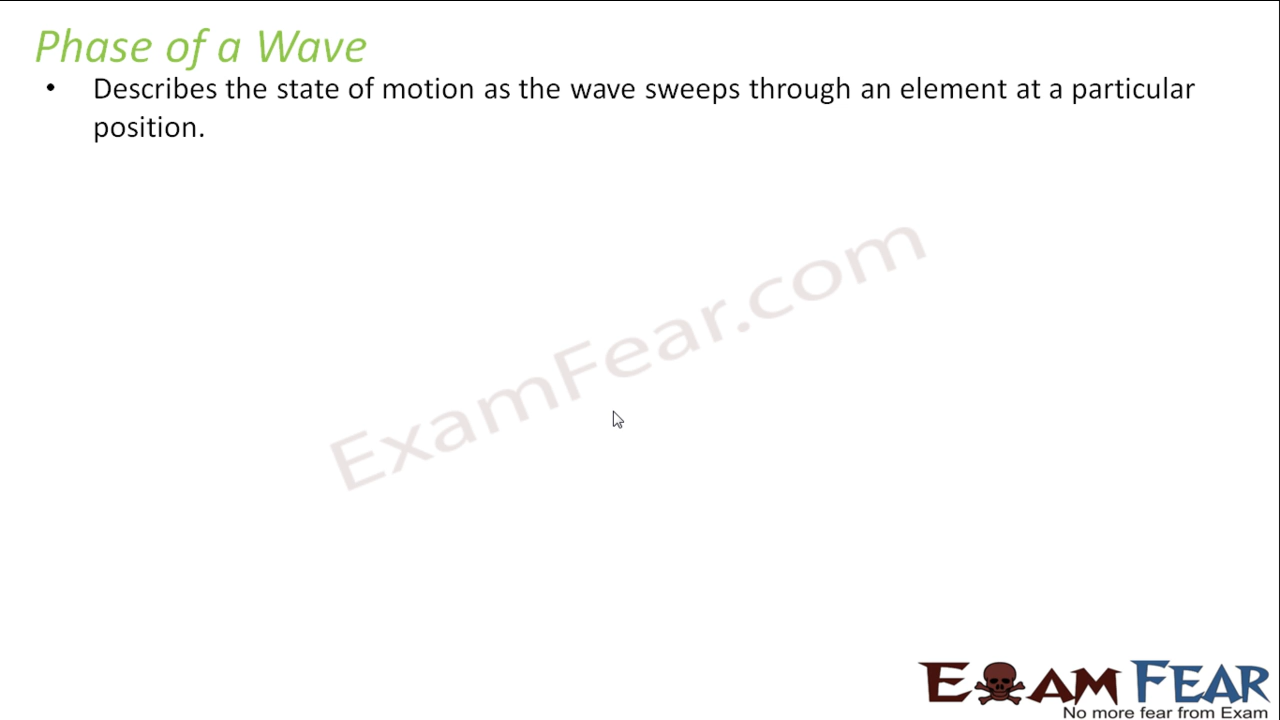 Phase of a Wave
• Describes the state of motion as the wave sweeps through an element at a particular
position.
ExamFear.com
EXAM FEAR
No more fear from Exam